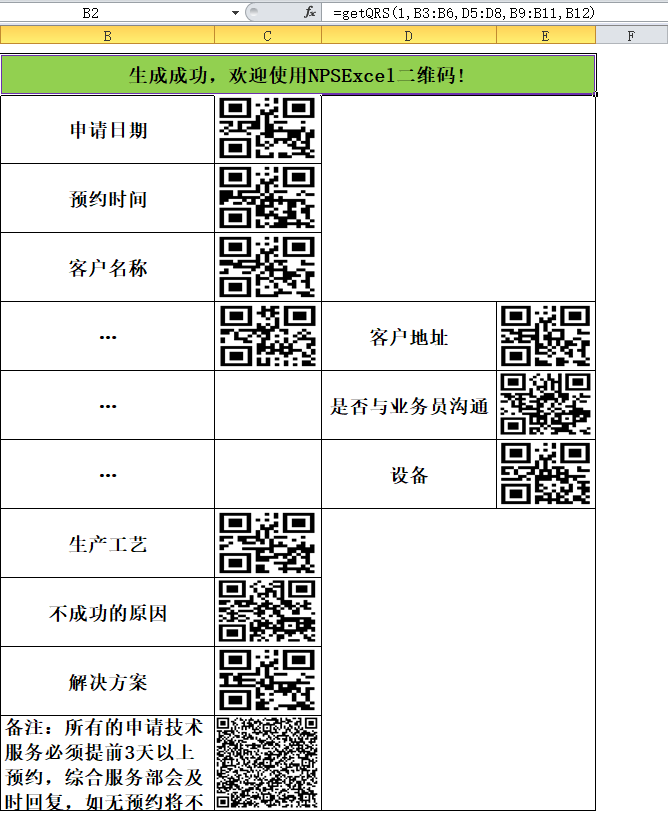 B2
fx
=getQRS(1,B3:B6,D5:D8,B9:B11,B12)
B C D E F
生成成功，欢迎使用NPSExcel二维码!
申请日期
预约时间
客户名称
… 客户地址
… 是否与业务员沟通
… 设备
生产工艺
不成功的原因
解决方案
备注：所有的申请技术
服务必须提前3天以上
预约，综合服务部会及
时回复，如无预约将不